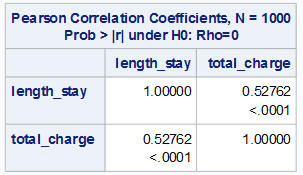 Pearson Correlation Coefficients, N = 1000
Prob > |r| under H0: Rho=0
length_stay total_charge
length_stay 1.00000 0.52762
<.0001
total_charge 0.52762 1.00000
<.0001